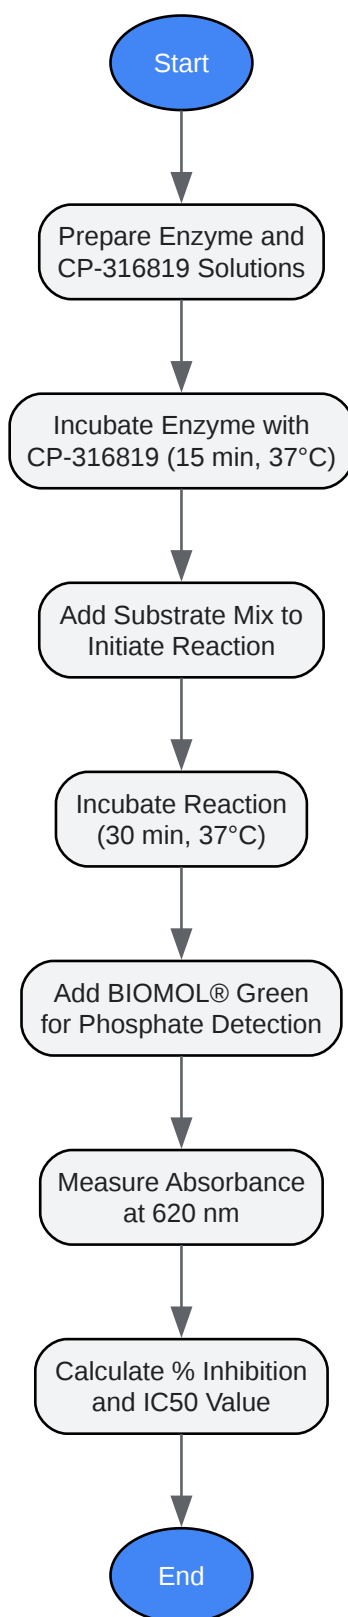 Start
Prepare Enzyme and
CP-316819 Solutions
Incubate Enzyme with
CP-316819 (15 min, 37°C)
Add Substrate Mix to
Initiate Reaction
Incubate Reaction
(30 min, 37°C)
Add BIOMOL® Green
for Phosphate Detection
Measure Absorbance
at 620 nm
Calculate % Inhibition
and IC50 Value
End